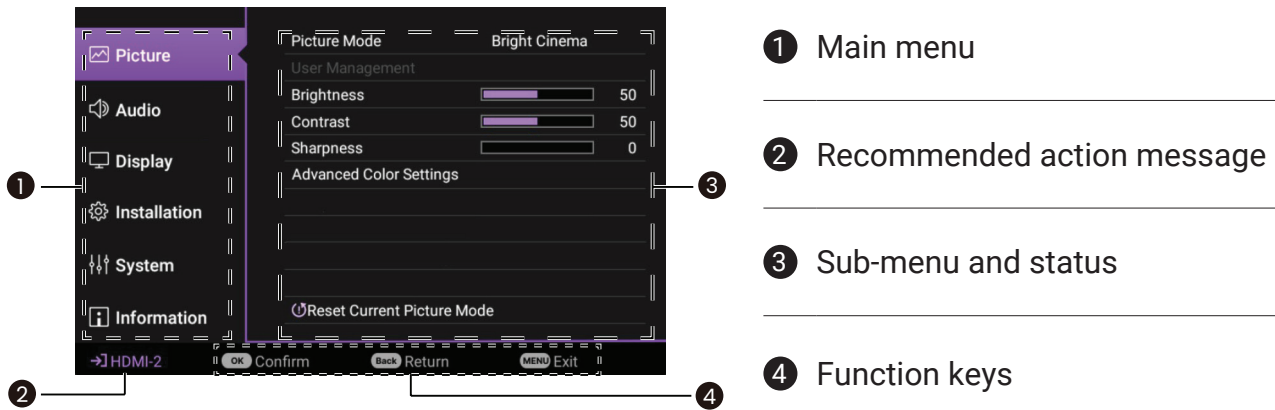 Picture
Audio
Display
Installation
System
Information
Picture Mode Bright Cinema
User Management
Brightness 50
Contrast 50
Sharpness 0
Advanced Color Settings
Reset Current Picture Mode
HDMI-2
OK Confirm Back Return MENU Exit
1
2
3
4
1 Main menu
2 Recommended action message
3 Sub-menu and status
4 Function keys